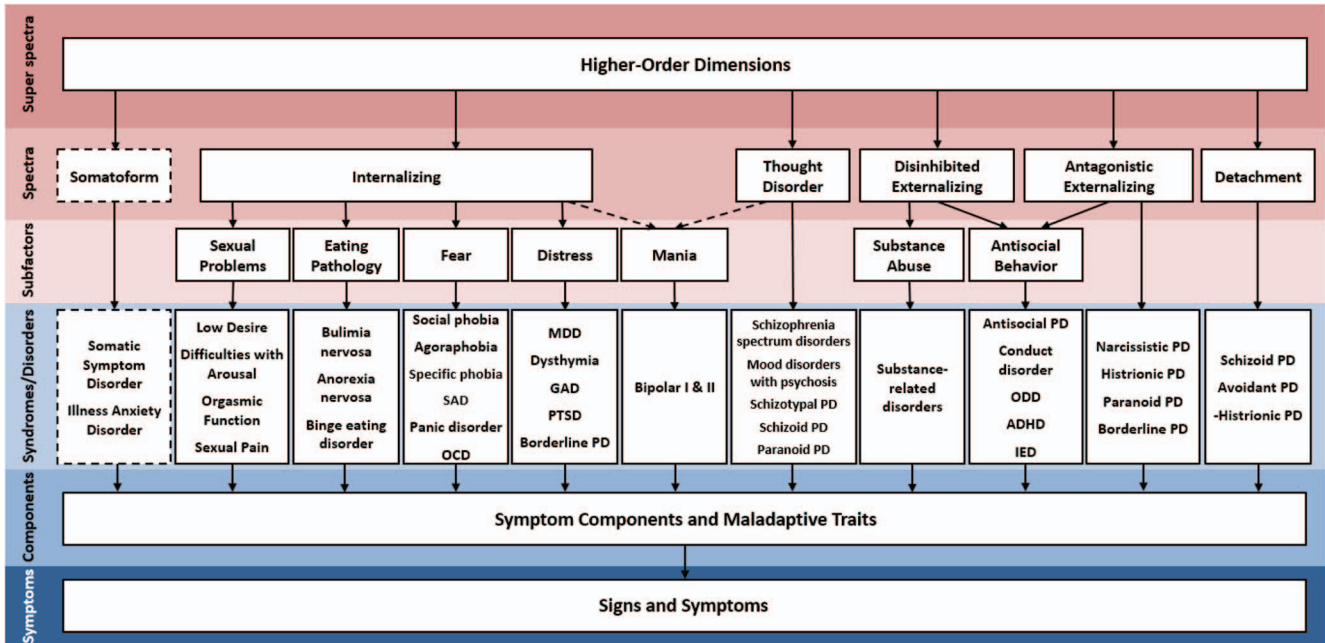 Super spectra
Higher-Order Dimensions
Spectra
Somatoform
Internalizing
Thought
Disorder
Disinhibited
Externalizing
Antagonistic
Externalizing
Detachment
Subfactors
Sexual
Problems
Eating
Pathology
Fear
Distress
Mania
Substance
Abuse
Antisocial
Behavior
Syndromes/Disorders
Somatic
Symptom
Disorder
Illness Anxiety
Disorder
Low Desire
Difficulties with
Arousal
Orgasmic
Function
Sexual Pain
Bulimia
nervosa
Anorexia
nervosa
Binge eating
disorder
Social phobia
Agoraphobia
Specific phobia
SAD
Panic disorder
OCD
MDD
Dysthymia
GAD
PTSD
Borderline PD
Bipolar I & II
Schizophrenia
spectrum disorders
Mood disorders
with psychosis
Schizotypal PD
Schizoid PD
Paranoid PD
Substance-
related
disorders
Antisocial PD
Conduct
disorder
ODD
ADHD
IED
Narcissistic PD
Histrionic PD
Paranoid PD
Borderline PD
Schizoid PD
Avoidant PD
-Histrionic PD
Components
Symptom Components and Maladaptive Traits
Symptoms
Signs and Symptoms